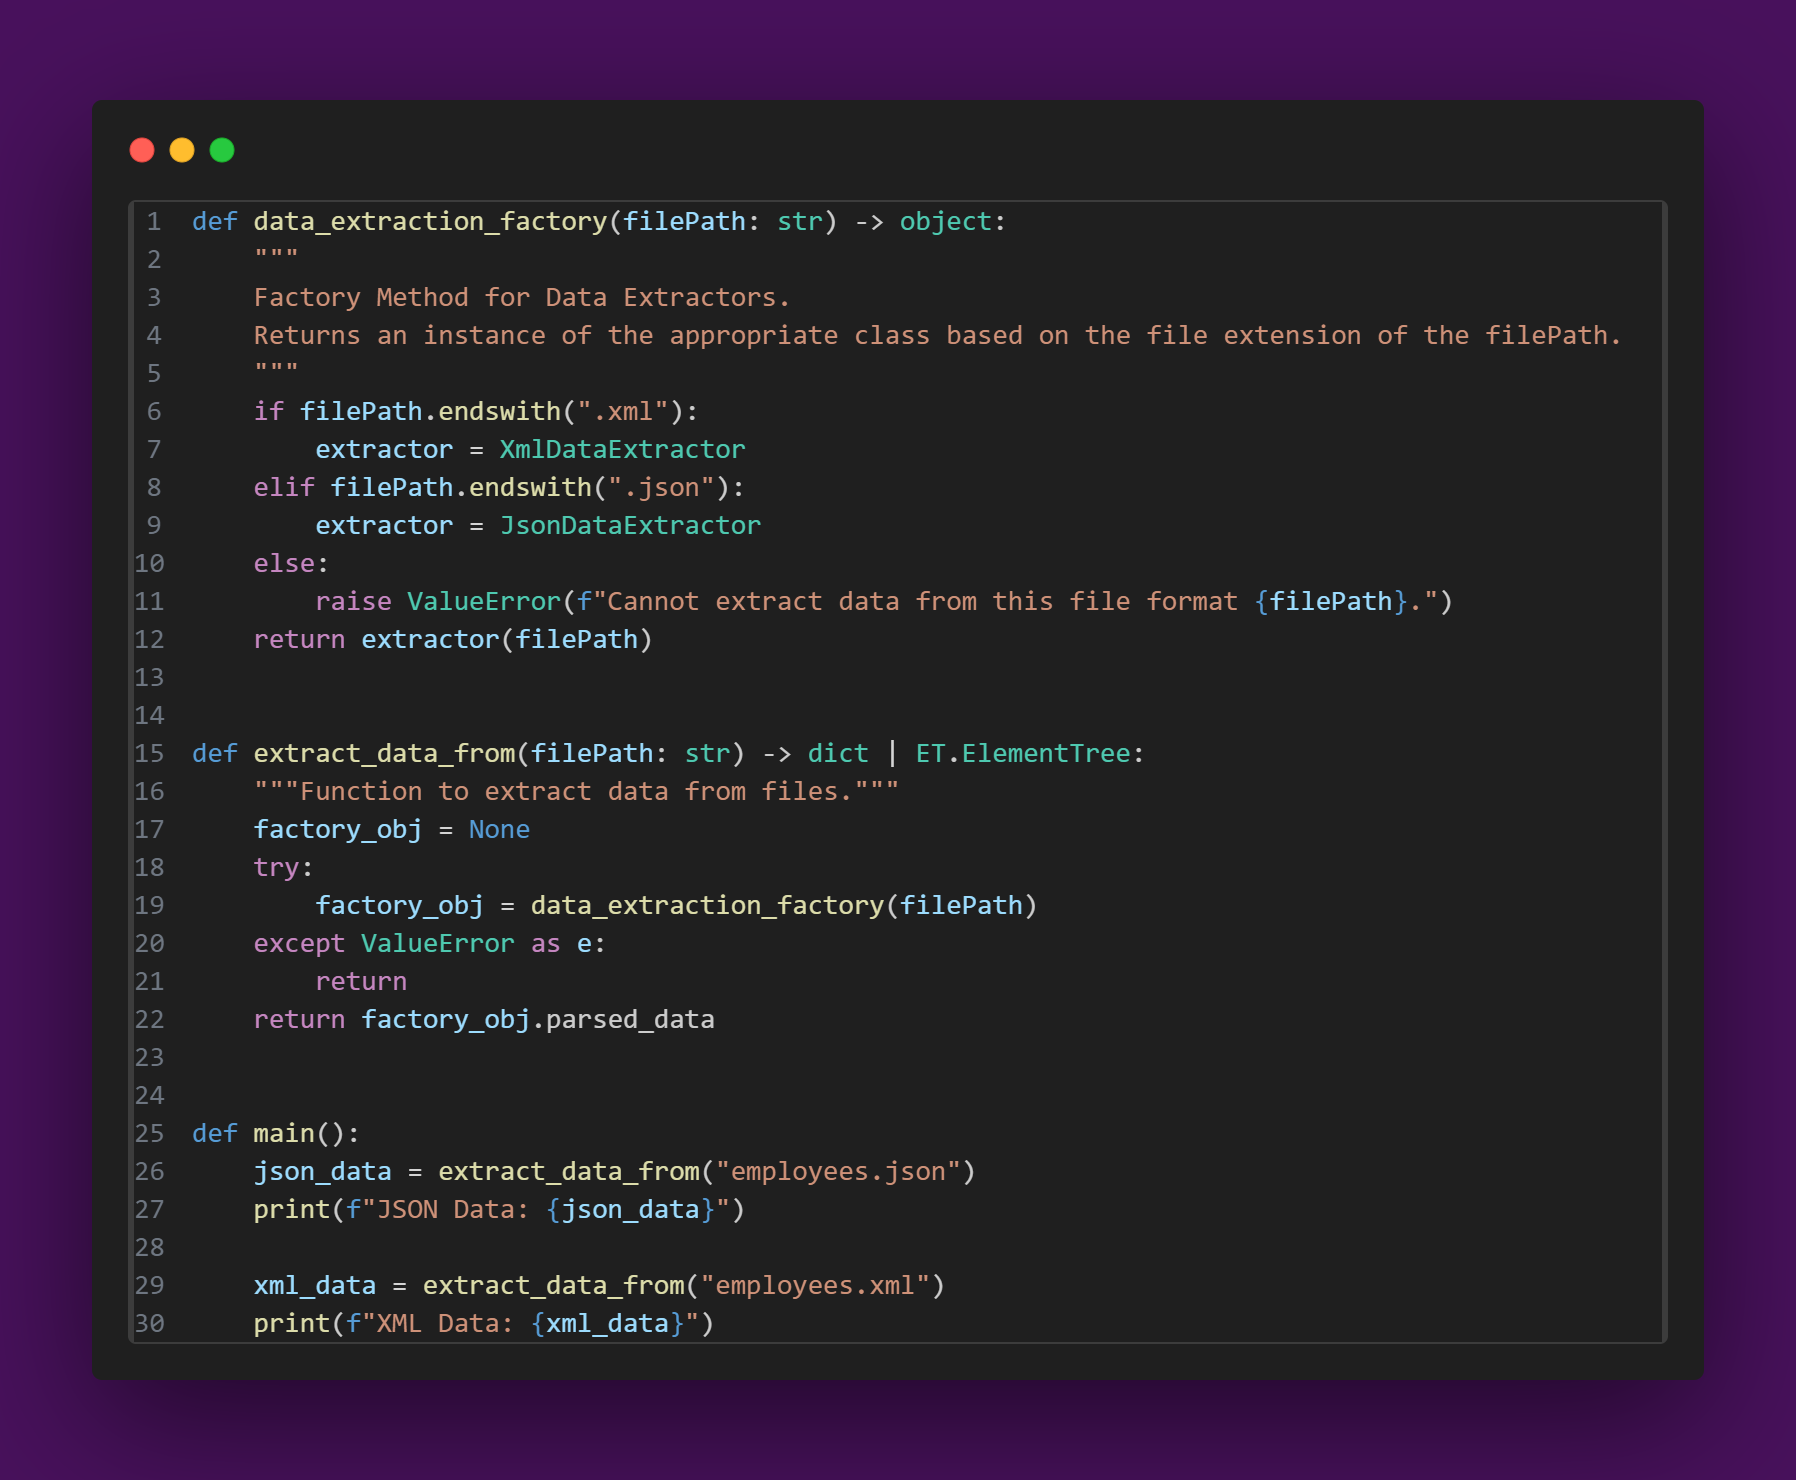 1 def data_extraction_factory(filePath: str) -> object:
2     """
3     Factory Method for Data Extractors.
4     Returns an instance of the appropriate class based on the file extension of the filePath.
5     """
6     if filePath.endswith(".xml"):
7         extractor = XmlDataExtractor
8     elif filePath.endswith(".json"):
9         extractor = JsonDataExtractor
10     else:
11         raise ValueError(f"Cannot extract data from this file format {filePath}.")
12     return extractor(filePath)
13
14
15 def extract_data_from(filePath: str) -> dict | ET.ElementTree:
16     """Function to extract data from files."""
17     factory_obj = None
18     try:
19         factory_obj = data_extraction_factory(filePath)
20     except ValueError as e:
21         return
22     return factory_obj.parsed_data
23
24
25 def main():
26     json_data = extract_data_from("employees.json")
27     print(f"JSON Data: {json_data}")
28
29     xml_data = extract_data_from("employees.xml")
30     print(f"XML Data: {xml_data}")